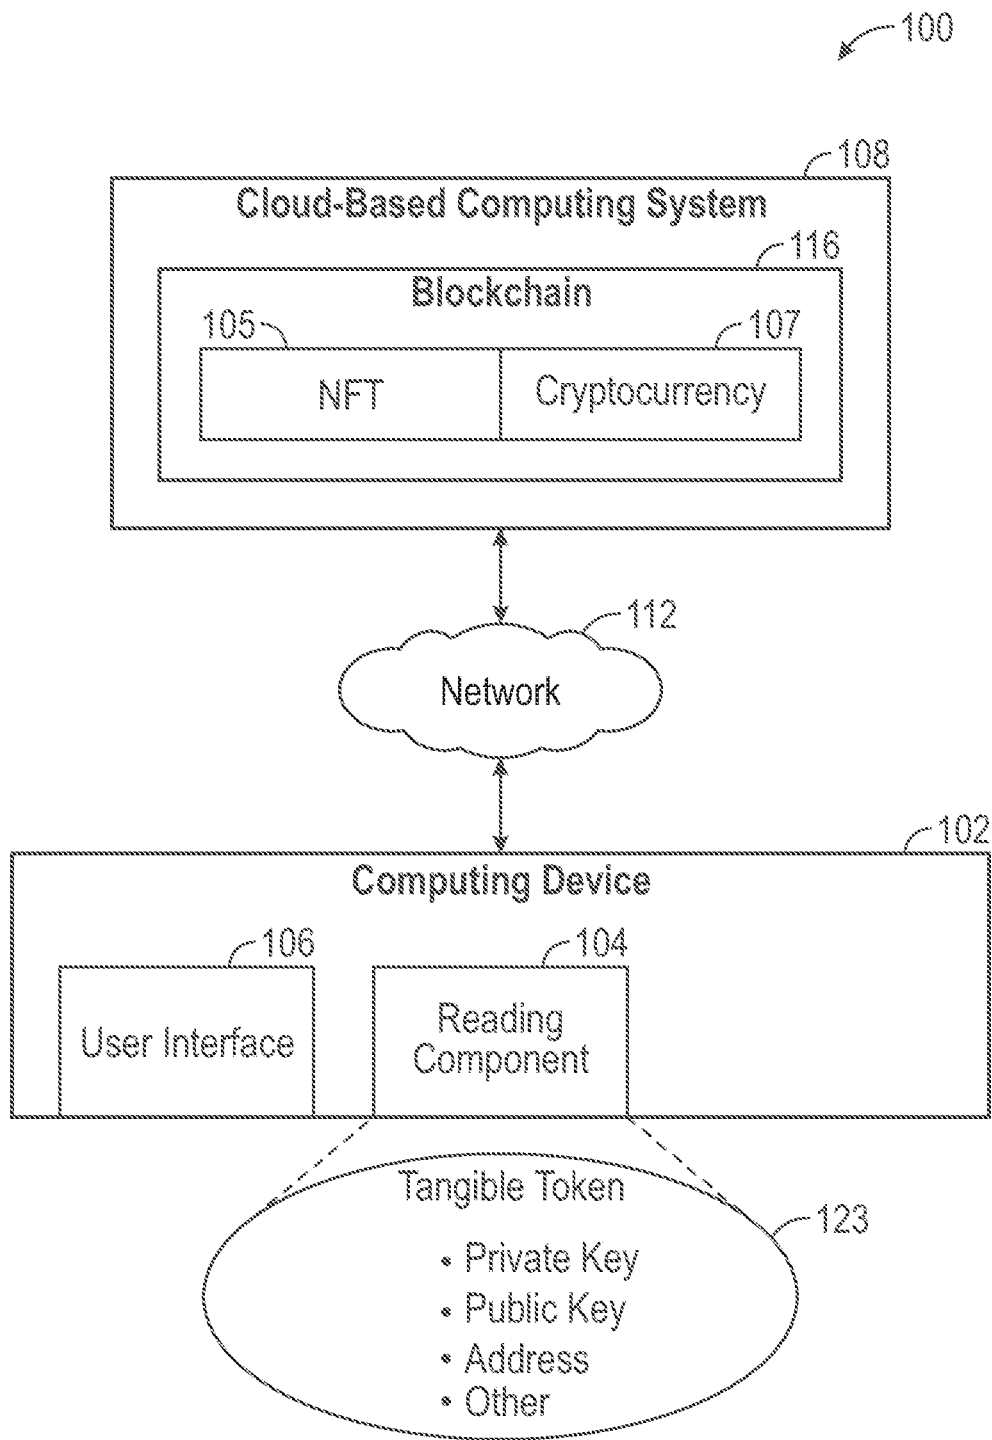 100
108
Cloud-Based Computing System
116
Blockchain
105
107
NFT
Cryptocurrency
112
Network
102
Computing Device
106
104
User Interface
Reading
Component
Tangible Token
123
• Private Key
• Public Key
• Address
• Other